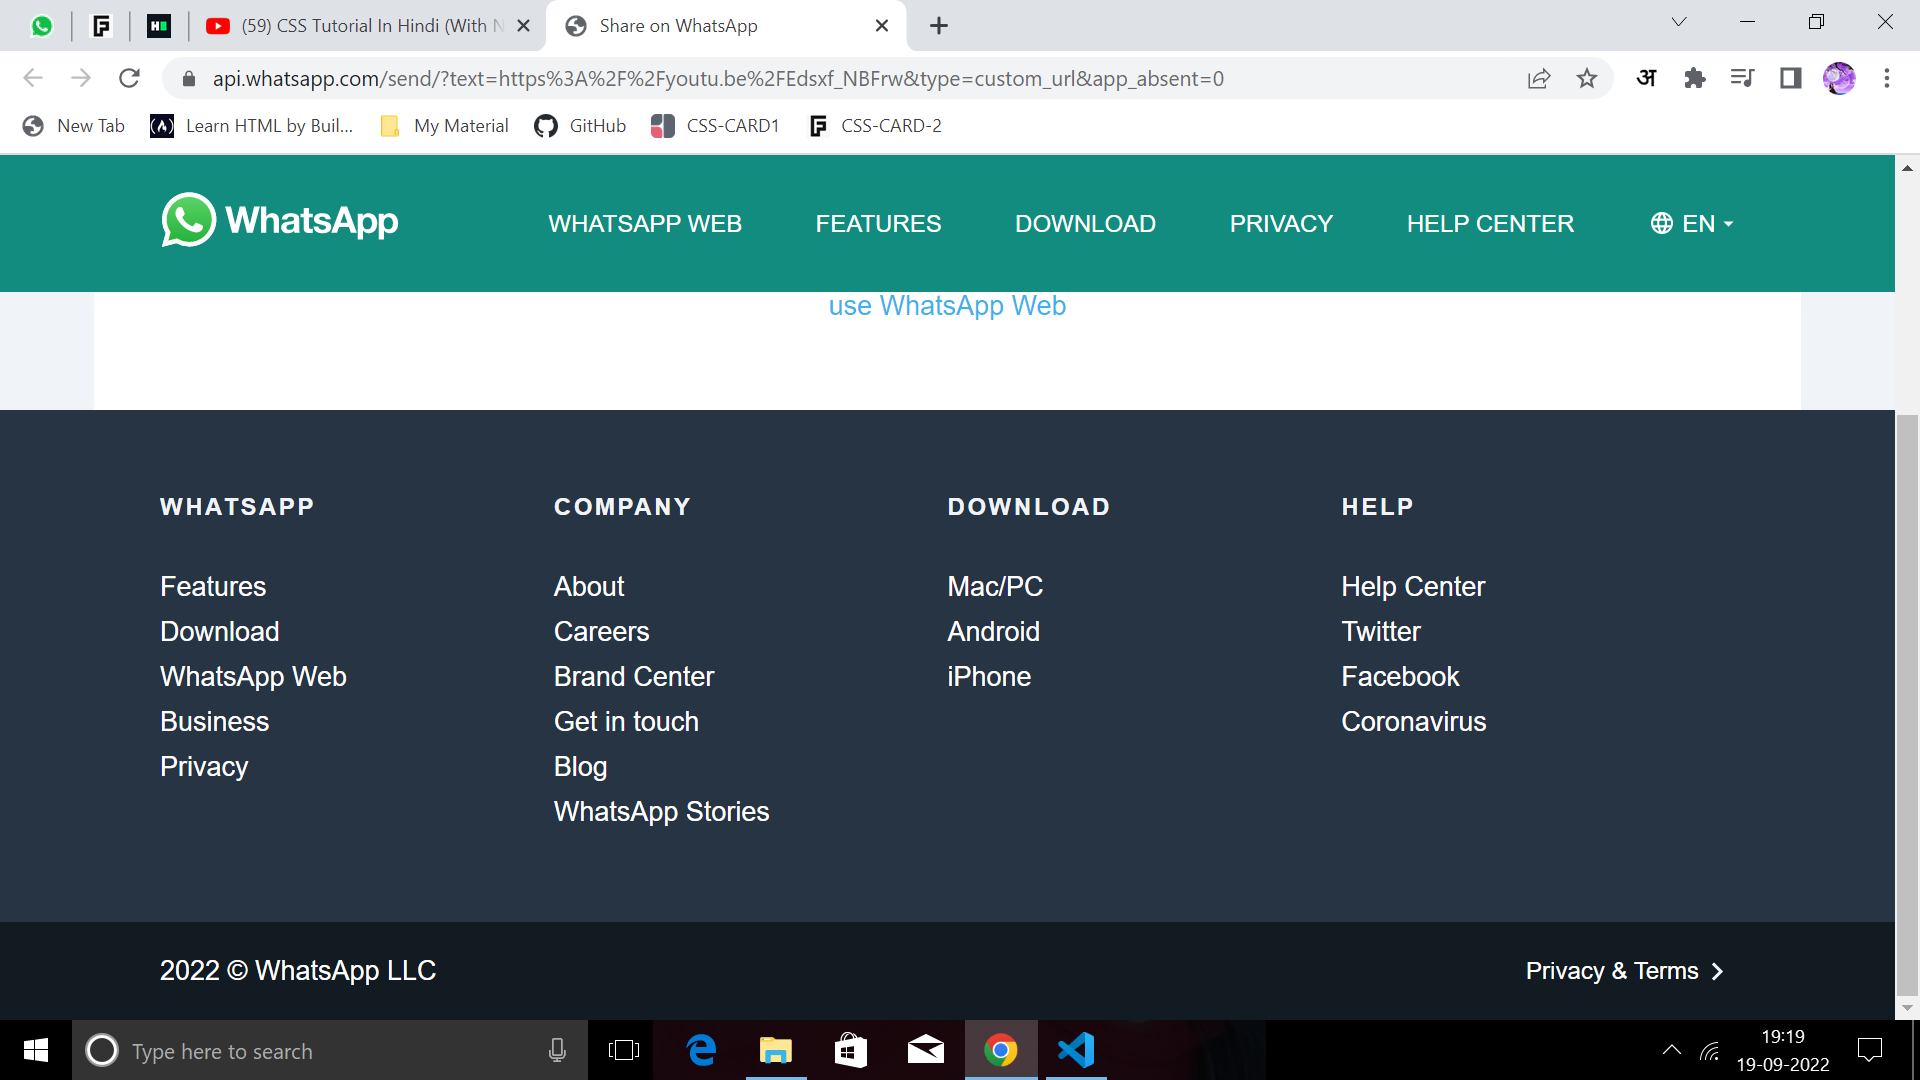 (59) CSS Tutorial In Hindi (With N
Share on WhatsApp
api.whatsapp.com/send/?text=https%3A%2F%2Fyoutu.be%2FEdsxf_NBFrw&type=custom_url&app_absent=0
अ
New Tab
Learn HTML by Buil...
My Material
GitHub
CSS-CARD1
CSS-CARD-2
WhatsApp
WHATSAPP WEB
FEATURES
DOWNLOAD
PRIVACY
HELP CENTER
EN
use WhatsApp Web
WHATSAPP
Features
Download
WhatsApp Web
Business
Privacy
COMPANY
About
Careers
Brand Center
Get in touch
Blog
WhatsApp Stories
DOWNLOAD
Mac/PC
Android
iPhone
HELP
Help Center
Twitter
Facebook
Coronavirus
2022 © WhatsApp LLC
Privacy & Terms
Type here to search
19:19
19-09-2022